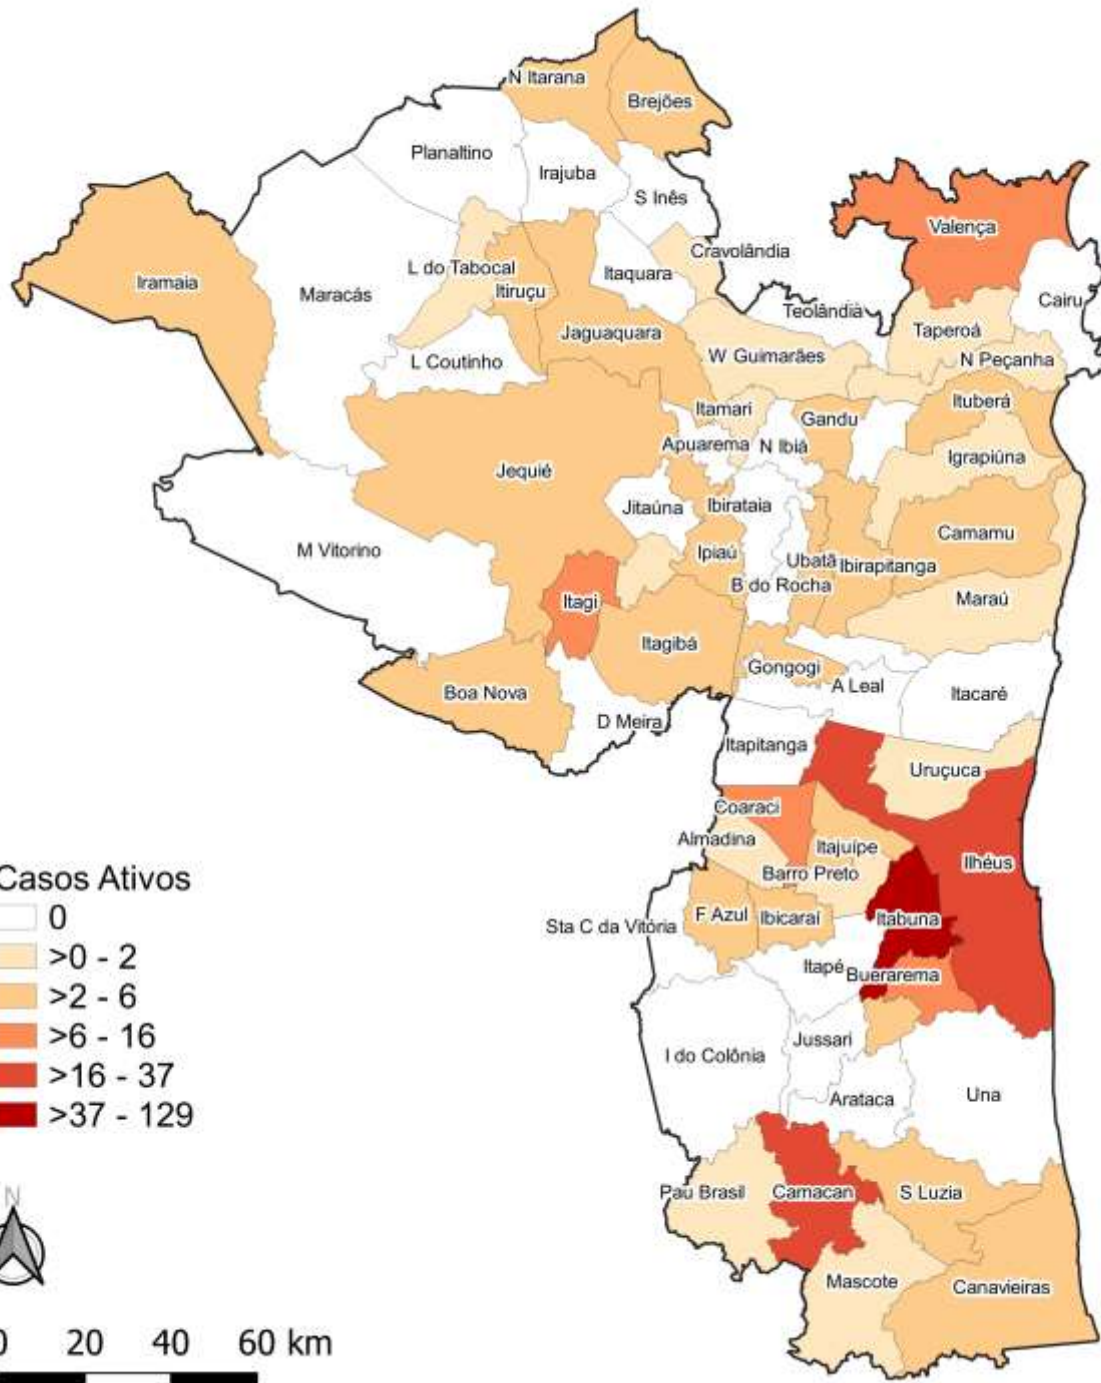 N Itarana
Brejões
Planaltino
Irajuba
S Inês
Valença
Cravolândia
L do Tabocal
Itaquara
Iramaia
Itiruçu
Maracás
Cairu
Teolândia
Taperoá
Jaguaquara
W Guimarães
N Peçanha
L Coutinho
Itamari
Ituberá
Gandu
Apuarema
N Ibiá
Igrapiúna
Jequié
Jitaúna
Ibirataia
Camamu
M Vitorino
Ipiaú
Ubatã
Ibirapitanga
B do Rocha
Maraú
Itagi
Itagibá
Gongogi
A Leal
Itacaré
Boa Nova
D Meira
Itapitanga
Uruçuca
Coaraci
Almadina
Itajuípe
Ilhéus
Barro Preto
Casos Ativos
0
>0 - 2
>2 - 6
>6 - 16
>16 - 37
>37 - 129
Sta C da Vitória
F Azul
Ibicaraí
Itabuna
Itapé
Buerarema
I do Colônia
Jussari
Arataca
Una
Pau Brasil
Camacan
S Luzia
Mascote
Canavieiras
N
0 20 40 60 km